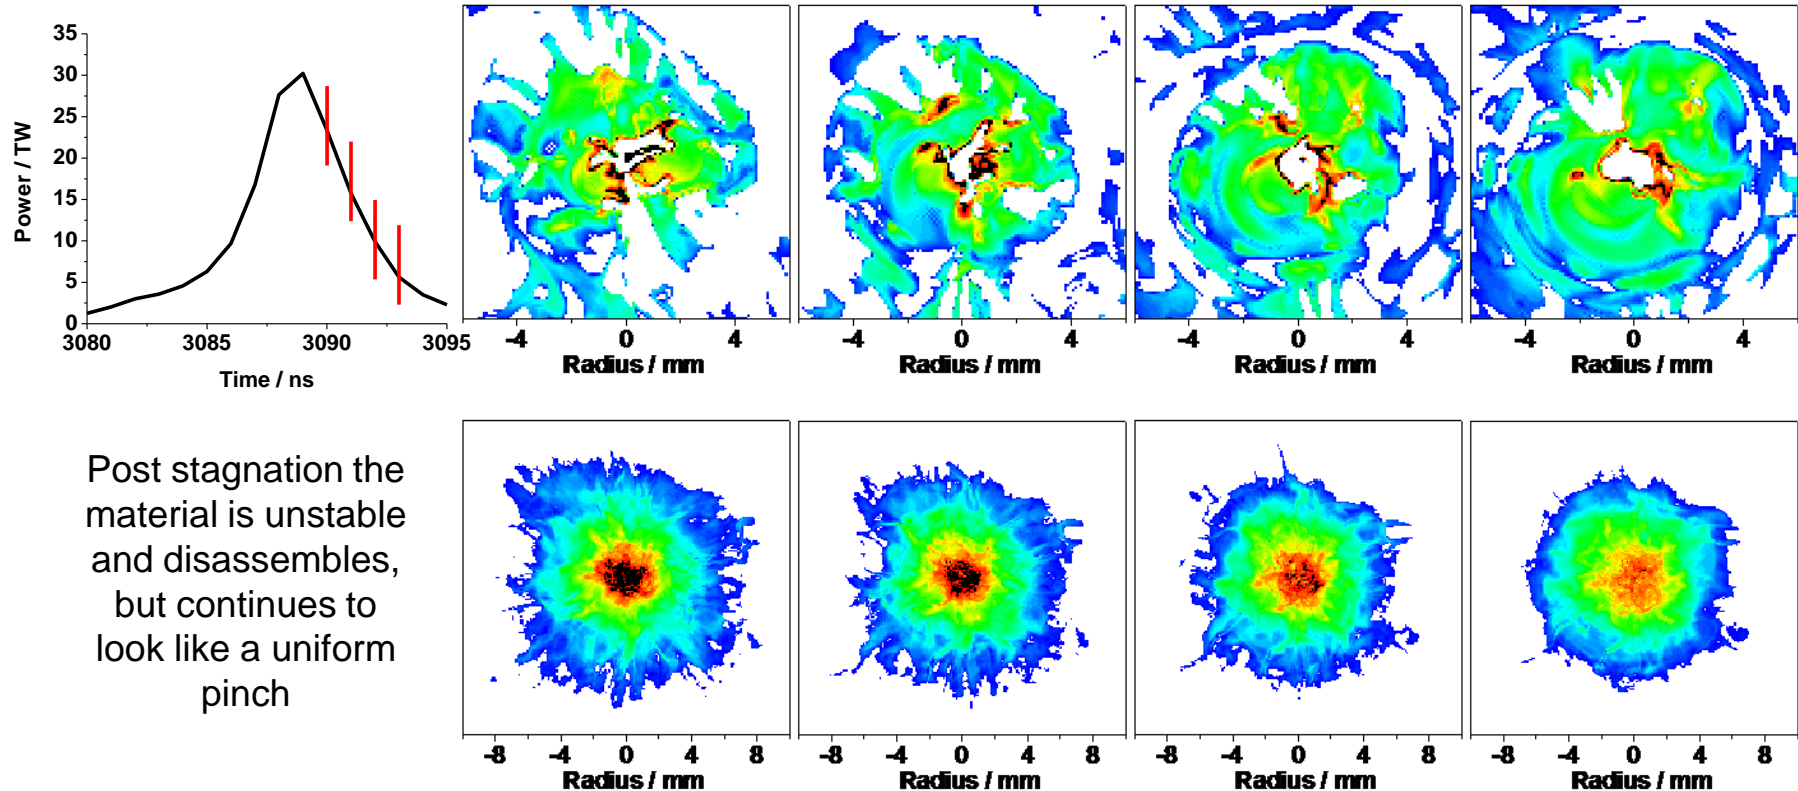 35
30
25
20
15
10
5
0
Power / TW
3080 3085 3090 3095
Time / ns
-4 0 4
Radius / mm
-4 0 4
Radius / mm
-4 0 4
Radius / mm
-4 0 4
Radius / mm
Post stagnation the
material is unstable
and disassembles,
but continues to
look like a uniform
pinch
-8 -4 0 4 8
Radius / mm
-8 -4 0 4 8
Radius / mm
-8 -4 0 4 8
Radius / mm
-8 -4 0 4 8
Radius / mm